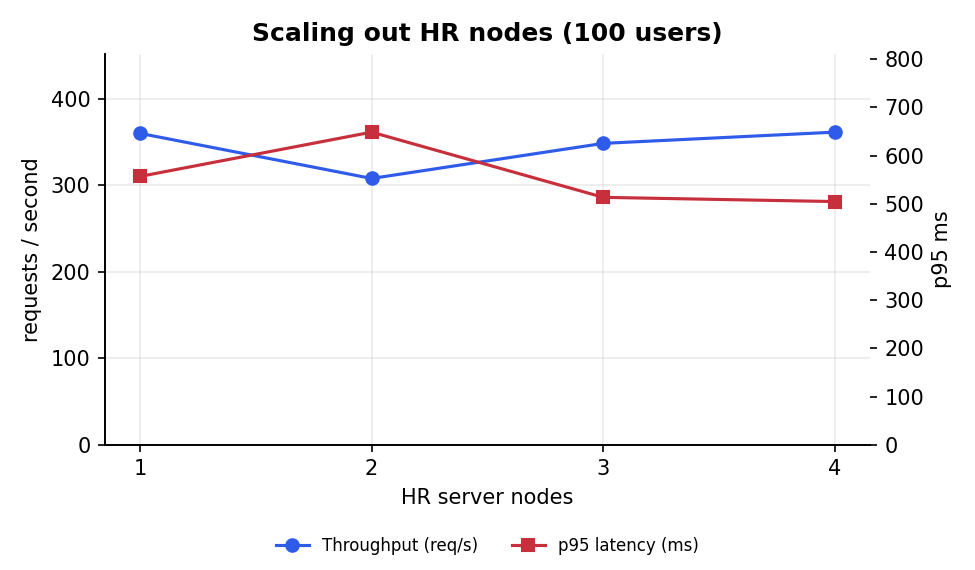 Scaling out HR nodes (100 users)
requests / second
400
300
200
100
0
800
700
600
500
400
300
200
100
0
p95 ms
1 2 3 4
HR server nodes
Throughput (req/s) p95 latency (ms)